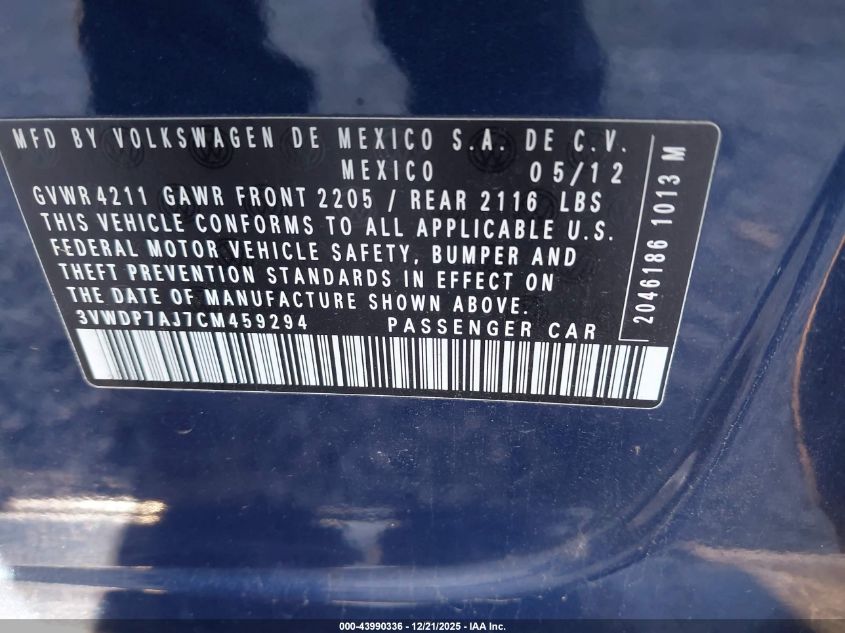 MFD BY VOLKSWAGEN DE MEXICO S.A. DE C.V.
MEXICO 05/12
GVWR 4211 GAWR FRONT 2205 / REAR 2116 LBS
THIS VEHICLE CONFORMS TO ALL APPLICABLE U.S.
FEDERAL MOTOR VEHICLE SAFETY, BUMPER AND
THEFT PREVENTION STANDARDS IN EFFECT ON
THE DATE OF MANUFACTURE SHOWN ABOVE.
3VWDP7AJ7CM459294 PASSENGER CAR
2046186 1013 M
000-43990336 - 12/21/2025 - IAA Inc.